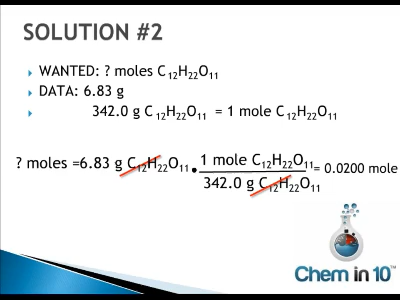 SOLUTION #2
WANTED: ? moles C₁₂H₂₂O₁₁
DATA: 6.83 g
342.0 g C₁₂H₂₂O₁₁ = 1 mole C₁₂H₂₂O₁₁
? moles =6.83 g C₁₂H₂₂O₁₁ • 1 mole C₁₂H₂₂O₁₁ = 0.0200 mole
342.0 g C₁₂H₂₂O₁₁
Chem in 10™